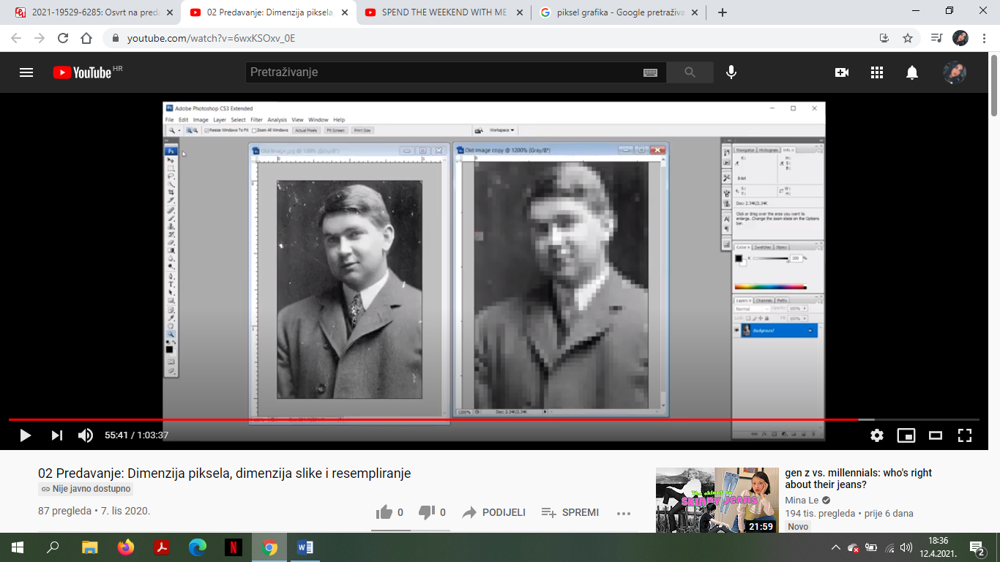 2021-19529-6285: Osvrt na preda
02 Predavanje: Dimenzija piksela,
SPEND THE WEEKEND WITH ME
piksel grafika - Google pretraživa
youtube.com/watch?v=6wxKSOxv_0E
YouTube HR
Pretraživanje
Adobe Photoshop CS3 Extended
File Edit Image Layer Select Filter Analysis View Window Help
Resize Windows To Fit Zoom All Windows Actual Pixels Fit Screen Print Size Workspace
Old Image.jpg @ 100% (Gray/8*)
Old Image copy @ 1200% (Gray/8*)
Navigator Histogram Info x
K: H:
S:
B:
8-bit
X: W:
Y: H:
Doc: 2.34K/2.34K
Click or drag over the area you want to
enlarge. Change the zoom state on the Options
bar.
Color x Swatches Styles
K 100 %
Layers x Channels Paths
Normal Opacity: 100%
Lock: Fill: 100%
Background
1200% Doc: 2.34K/2.34K
55:41 / 1:03:37
02 Predavanje: Dimenzija piksela, dimenzija slike i resempliranje
Nije javno dostupno
87 pregleda • 7. lis 2020.
0 0 PODIJELI SPREMI
The skinny on
SKINNY JEANS
21:59
gen z vs. millennials: who's right
about their jeans?
Mina Le
194 tis. pregleda • prije 6 dana
Novo
18:36
12.4.2021.
2